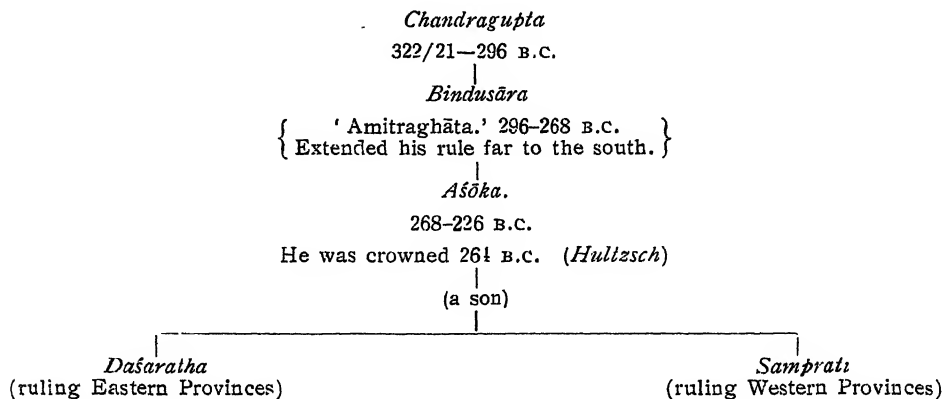 Chandragupta
322/21—296 B.C.
Bindusāra
{ ‘ Amitraghāta.’ 296–268 B.C. }
{ Extended his rule far to the south. }
Aśōka.
268–226 B.C.
He was crowned 264 B.C. (Hultzsch)
(a son)
Daśaratha Samprati
(ruling Eastern Provinces) (ruling Western Provinces)